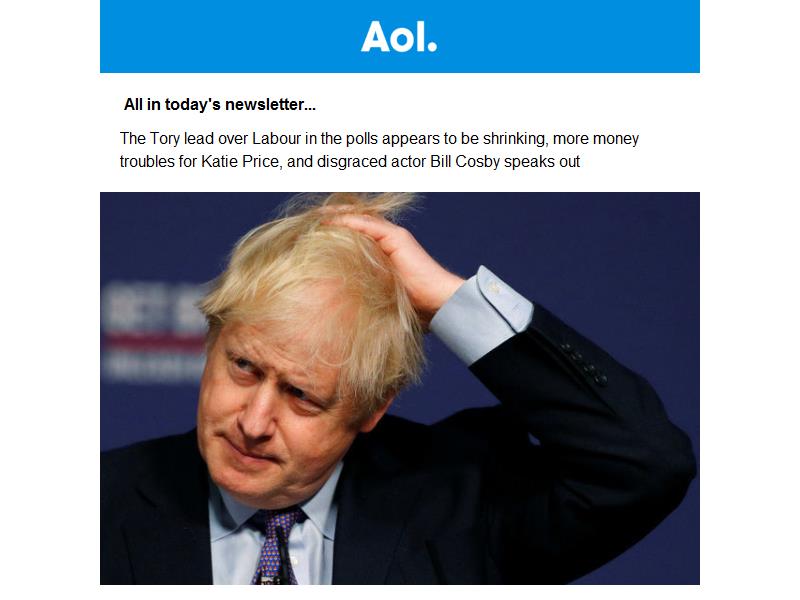 Aol.
All in today's newsletter...
The Tory lead over Labour in the polls appears to be shrinking, more money
troubles for Katie Price, and disgraced actor Bill Cosby speaks out